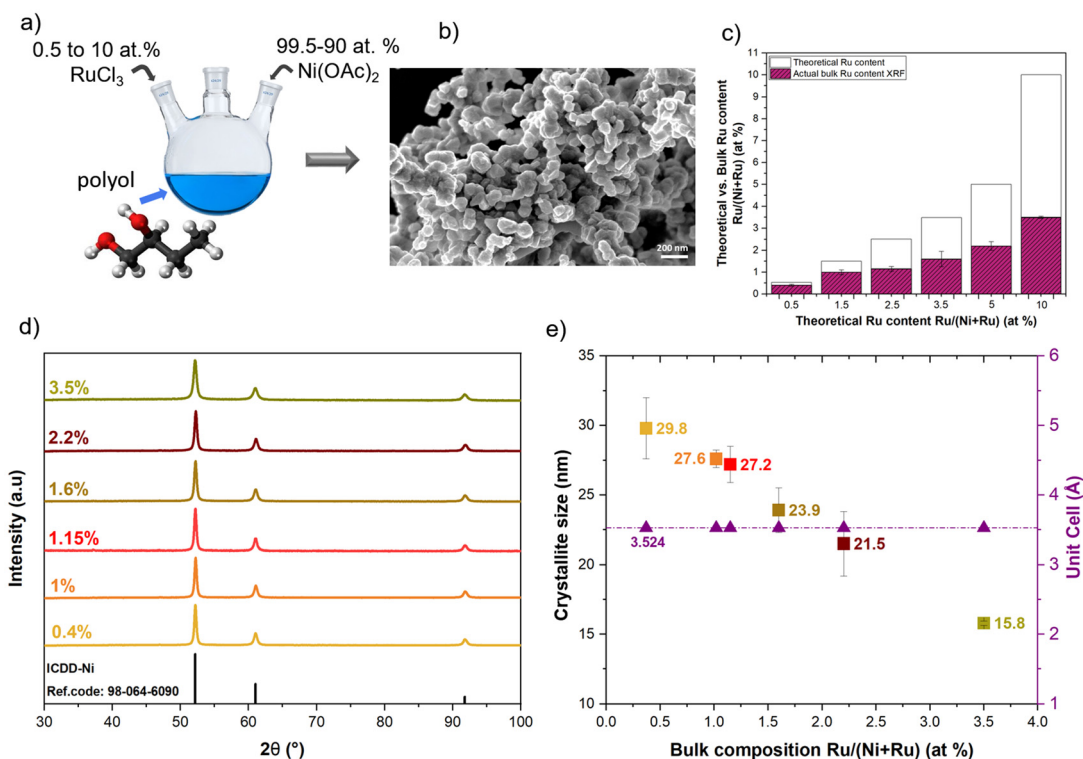 a)
0.5 to 10 at.%
RuCl3
99.5-90 at. %
Ni(OAc)2
polyol
b)
200 nm
c)
Theoretical Ru content
Actual bulk Ru content XRF
Theoretical vs. Bulk Ru content
Ru/(Ni+Ru) (at %)
11
10
9
8
7
6
5
4
3
2
1
0
0.5
1.5
2.5
3.5
5
10
Theoretical Ru content Ru/(Ni+Ru) (at %)
d)
3.5%
2.2%
1.6%
1.15%
1%
0.4%
ICDD-Ni
Ref.code: 98-064-6090
Intensity (a.u)
30
40
50
60
70
80
90
100
2θ (°)
e)
35
30
25
20
15
10
Crystallite size (nm)
29.8
27.6
27.2
23.9
21.5
15.8
3.524
6
5
4
3
2
1
Unit Cell (Å)
0.0
0.5
1.0
1.5
2.0
2.5
3.0
3.5
4.0
Bulk composition Ru/(Ni+Ru) (at %)